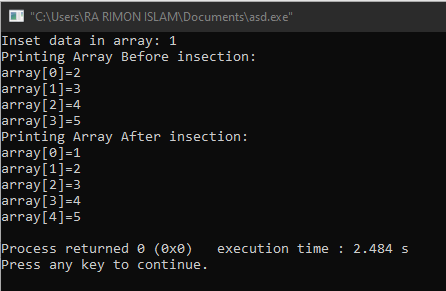 "C:\Users\RA RIMON ISLAM\Documents\asd.exe"
Inset data in array: 1
Printing Array Before insection:
array[0]=2
array[1]=3
array[2]=4
array[3]=5
Printing Array After insection:
array[0]=1
array[1]=2
array[2]=3
array[3]=4
array[4]=5
Process returned 0 (0x0)   execution time : 2.484 s
Press any key to continue.